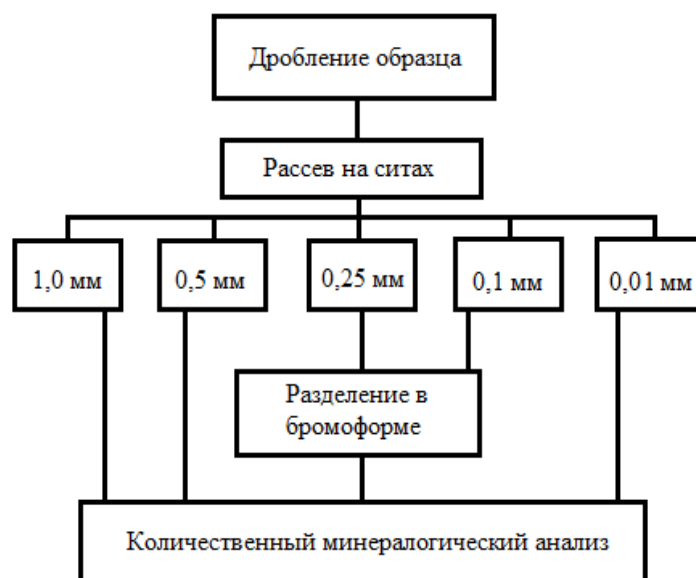 Дробление образца
Рассев на ситах
1,0 мм
0,5 мм
0,25 мм
0,1 мм
0,01 мм
Разделение в
бромоформе
Количественный минералогический анализ